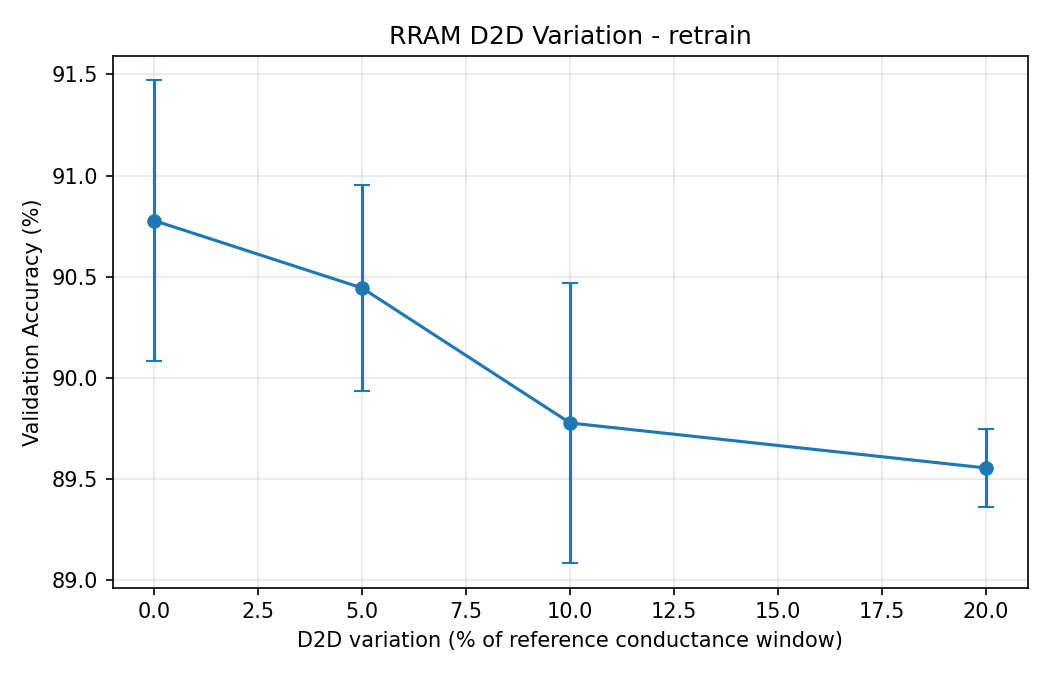 RRAM D2D Variation - retrain
Validation Accuracy (%)
91.5
91.0
90.5
90.0
89.5
89.0
0.0 2.5 5.0 7.5 10.0 12.5 15.0 17.5 20.0
D2D variation (% of reference conductance window)